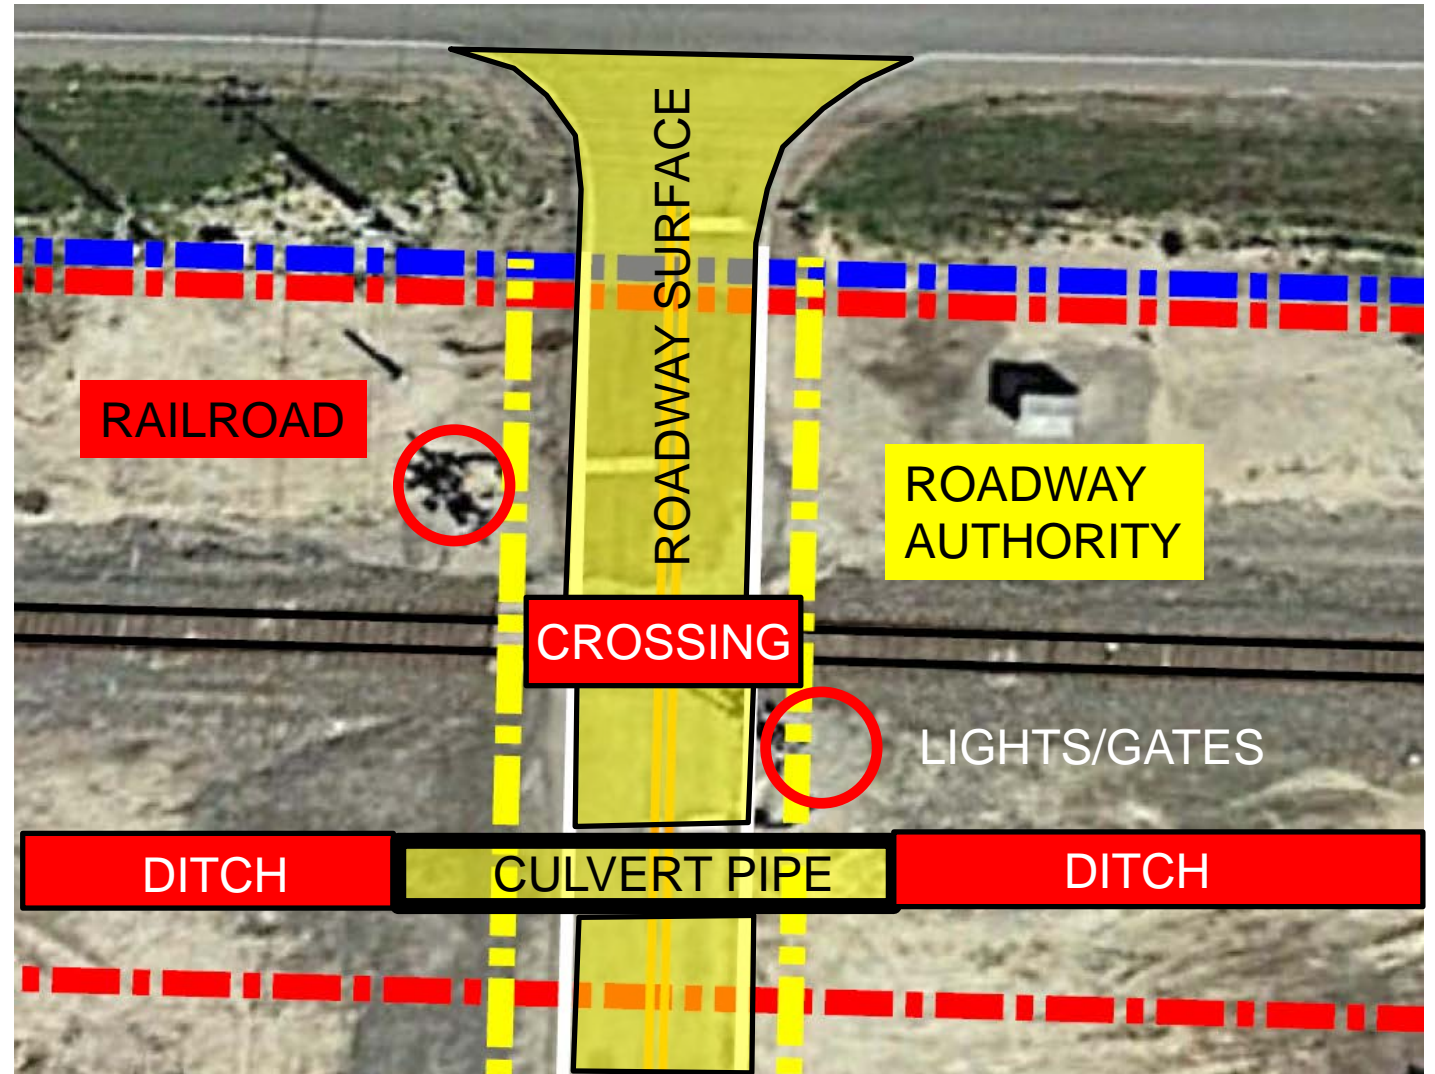 ROADWAY SURFACE
RAILROAD
ROADWAY
AUTHORITY
CROSSING
LIGHTS/GATES
DITCH
CULVERT PIPE
DITCH